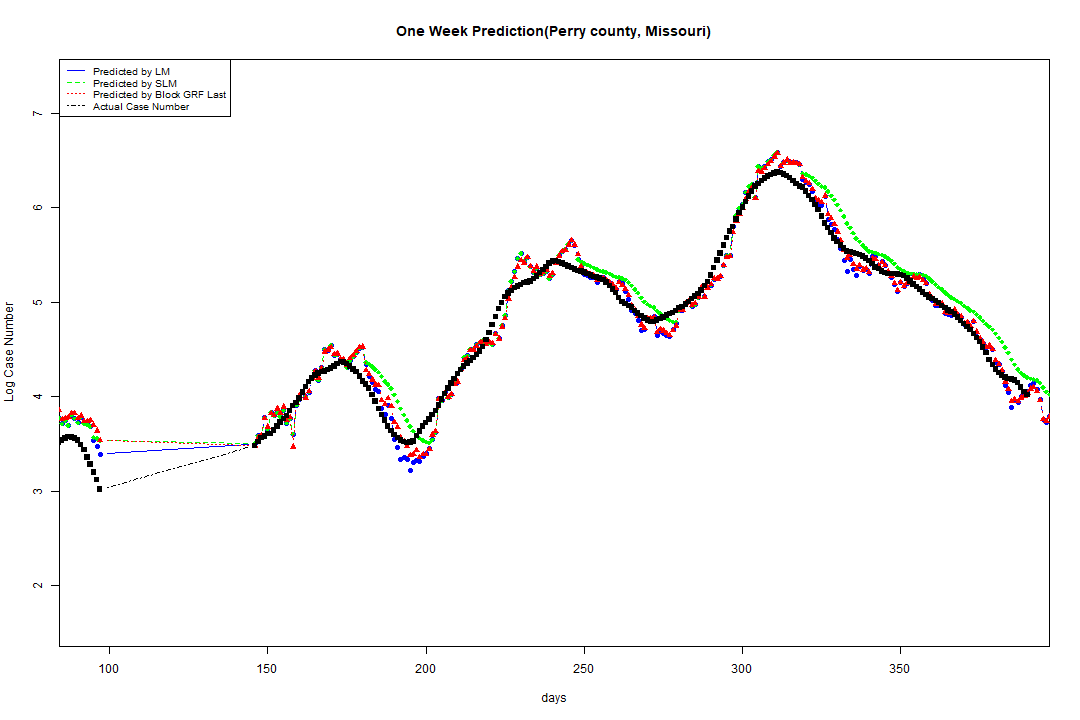 One Week Prediction(Perry county, Missouri)
Predicted by LM
Predicted by SLM
Predicted by Block GRF Last
Actual Case Number
Log Case Number
7
6
5
4
3
2
100 150 200 250 300 350
days